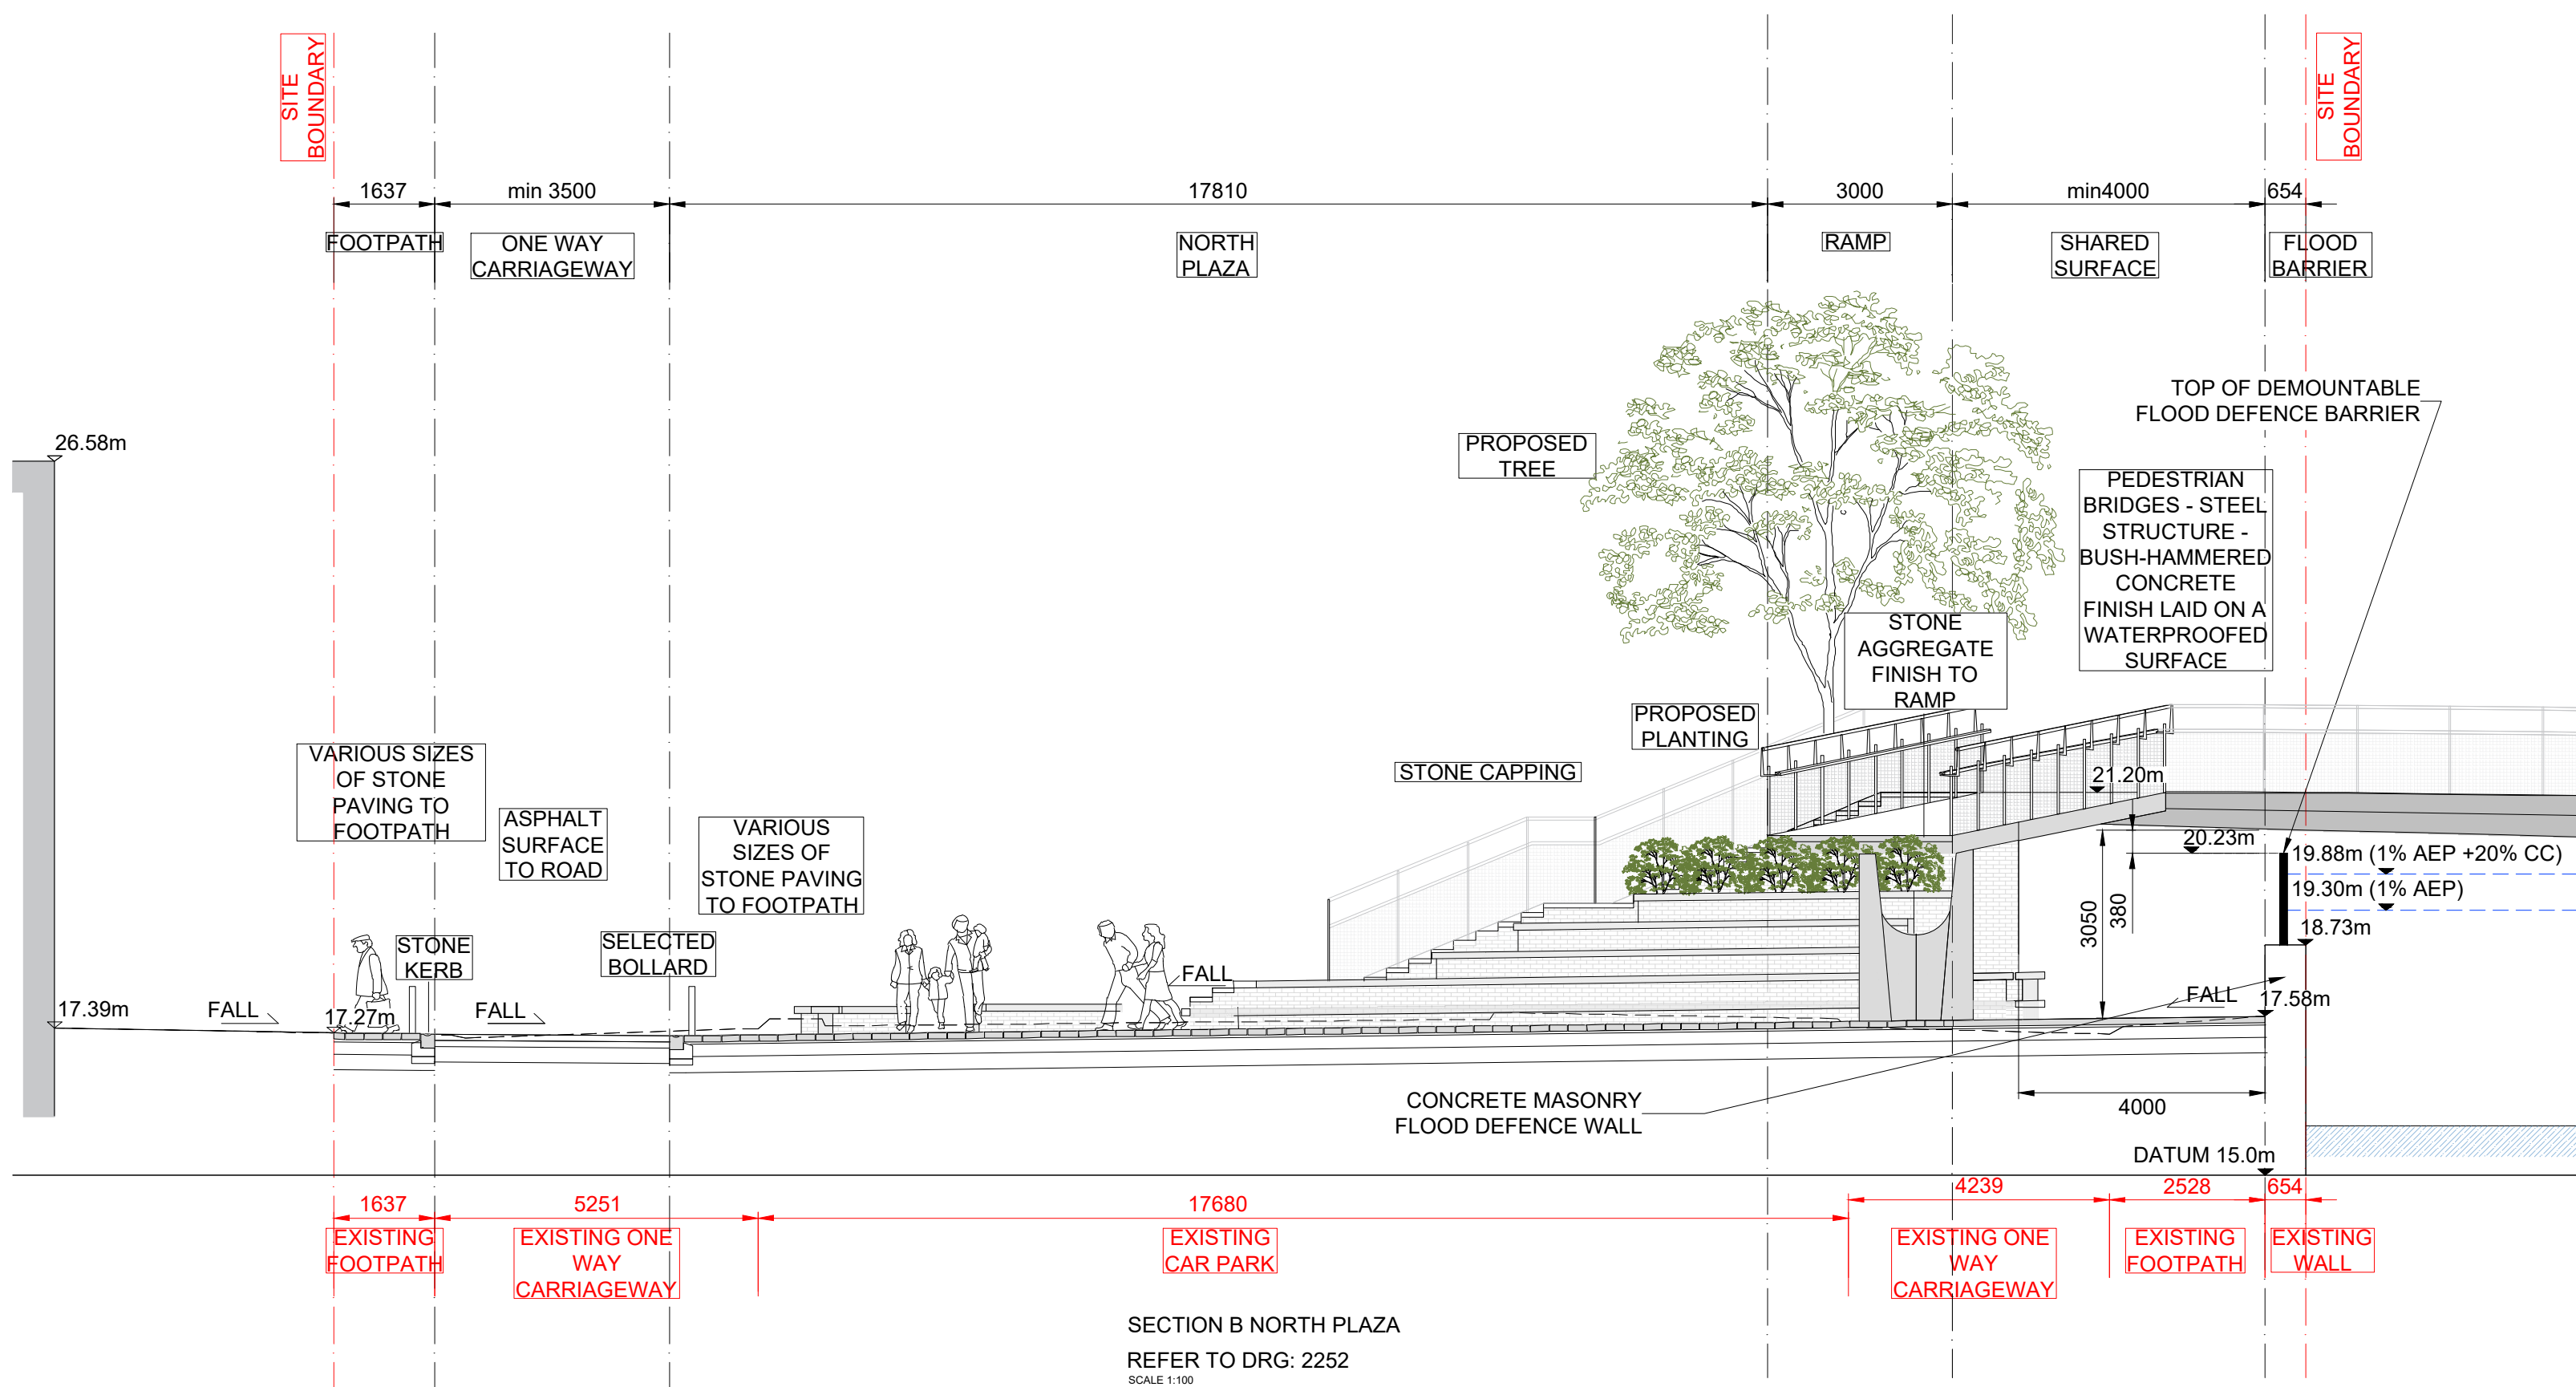 SITE
BOUNDARY
SITE
BOUNDARY
1637
min 3500
17810
3000
min4000
654
FOOTPATH
ONE WAY
CARRIAGEWAY
NORTH
PLAZA
RAMP
SHARED
SURFACE
FLOOD
BARRIER
TOP OF DEMOUNTABLE
FLOOD DEFENCE BARRIER
26.58m
PROPOSED
TREE
PEDESTRIAN
BRIDGES - STEEL
STRUCTURE -
BUSH-HAMMERED
CONCRETE
FINISH LAID ON A
WATERPROOFED
SURFACE
STONE
AGGREGATE
FINISH TO
RAMP
PROPOSED
PLANTING
STONE CAPPING
VARIOUS SIZES
OF STONE
PAVING TO
FOOTPATH
ASPHALT
SURFACE
TO ROAD
VARIOUS
SIZES OF
STONE PAVING
TO FOOTPATH
21.20m
20.23m
19.88m (1% AEP +20% CC)
19.30m (1% AEP)
18.73m
3050
380
STONE
KERB
SELECTED
BOLLARD
FALL
17.39m
FALL
17.27m
FALL
FALL
17.58m
CONCRETE MASONRY
FLOOD DEFENCE WALL
4000
DATUM 15.0m
1637
5251
17680
4239
2528
654
EXISTING
FOOTPATH
EXISTING ONE
WAY
CARRIAGEWAY
EXISTING
CAR PARK
EXISTING ONE
WAY
CARRIAGEWAY
EXISTING
FOOTPATH
EXISTING
WALL
SECTION B NORTH PLAZA
REFER TO DRG: 2252
SCALE 1:100